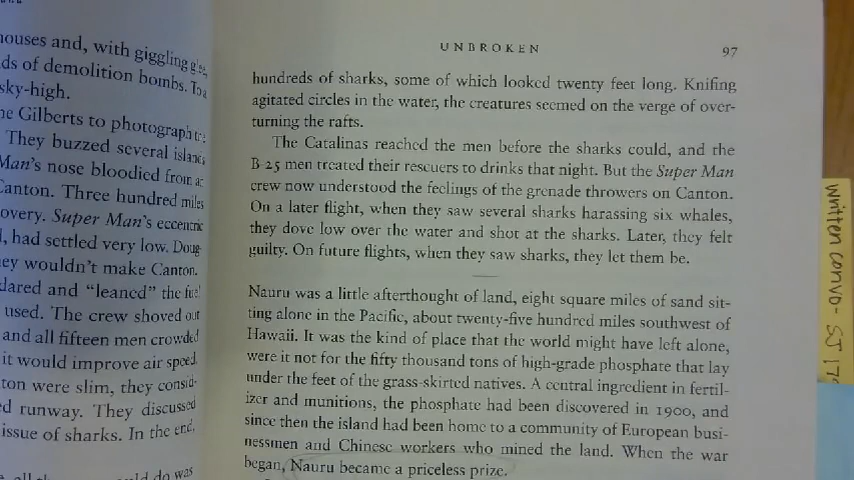 houses and, with giggling
ds of demolition bombs. To a
sky-high.
he Gilberts to photograph
They buzzed several islands
Man's nose bloodied from
Canton. Three hundred miles
overy. Super Man's eccentric
, had settled very low. Doug-
ey wouldn't make Canton.
lared and "leaned" the fuel
used. The crew shoved out
and all fifteen men crowded
it would improve air speed.
ton were slim, they consid-
ed runway. They discussed
issue of sharks. In the end,
do was
UNBROKEN 97
hundreds of sharks, some of which looked twenty feet long. Knifing
agitated circles in the water, the creatures seemed on the verge of over-
turning the rafts.
The Catalinas reached the men before the sharks could, and the
B-25 men treated their rescuers to drinks that night. But the Super Man
crew now understood the feelings of the grenade throwers on Canton.
On a later flight, when they saw several sharks harassing six whales,
they dove low over the water and shot at the sharks. Later, they felt
guilty. On future flights, when they saw sharks, they let them be.
Nauru was a little afterthought of land, eight square miles of sand sit-
ting alone in the Pacific, about twenty-five hundred miles southwest of
Hawaii. It was the kind of place that the world might have left alone,
were it not for the fifty thousand tons of high-grade phosphate that lay
under the feet of the grass-skirted natives. A central ingredient in fertil-
izer and munitions, the phosphate had been discovered in 1900, and
since then the island had been home to a community of European busi-
nessmen and Chinese workers who mined the land. When the war
began, Nauru became a priceless prize.
written convo- SJ 17